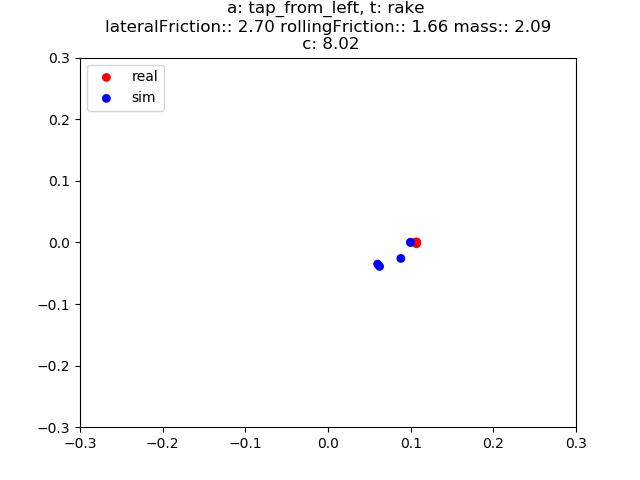 a: tap_from_left, t: rake
lateralFriction:: 2.70 rollingFriction:: 1.66 mass:: 2.09
c: 8.02
real
sim
0.3
0.2
0.1
0.0
−0.1
−0.2
−0.3
−0.3
−0.2
−0.1
0.0
0.1
0.2
0.3